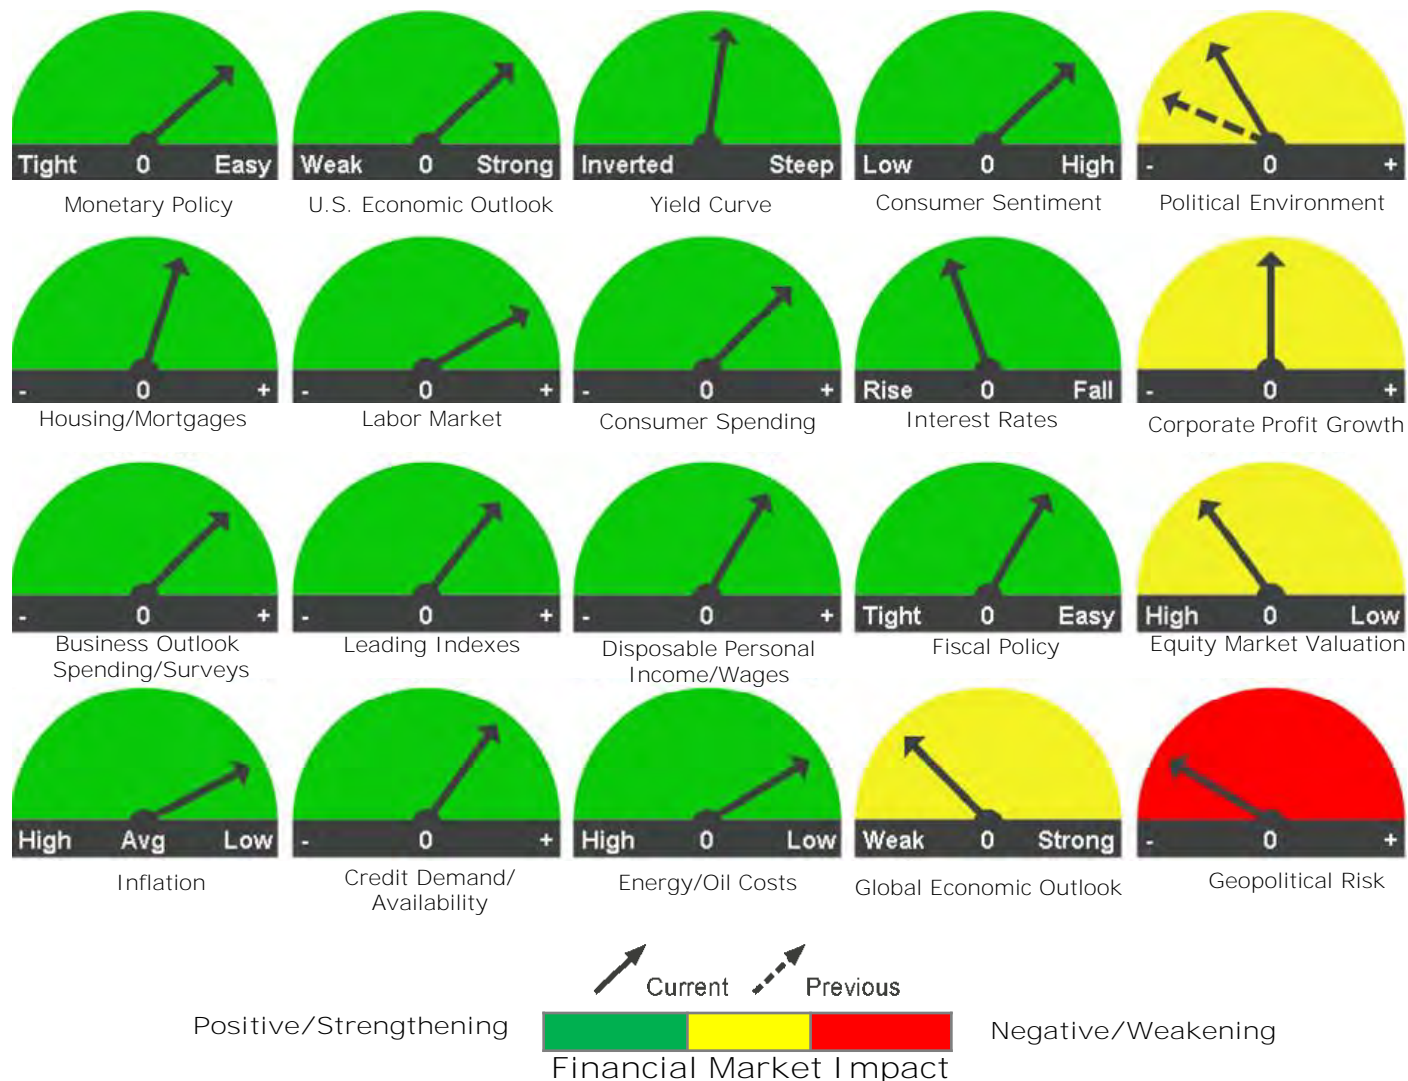 Tight 0 Easy
Weak 0 Strong
Inverted Steep
Low 0 High
- 0 +
Monetary Policy
U.S. Economic Outlook
Yield Curve
Consumer Sentiment
Political Environment
- 0 +
- 0 +
- 0 +
Rise 0 Fall
- 0 +
Housing/Mortgages
Labor Market
Consumer Spending
Interest Rates
Corporate Profit Growth
- 0 +
- 0 +
- 0 +
Tight 0 Easy
High 0 Low
Business Outlook
Spending/Surveys
Leading Indexes
Disposable Personal
Income/Wages
Fiscal Policy
Equity Market Valuation
High Avg Low
- 0 +
High 0 Low
Weak 0 Strong
- 0 +
Inflation
Credit Demand/
Availability
Energy/Oil Costs
Global Economic Outlook
Geopolitical Risk
Current
Previous
Positive/Strengthening
Negative/Weakening
Financial Market Impact